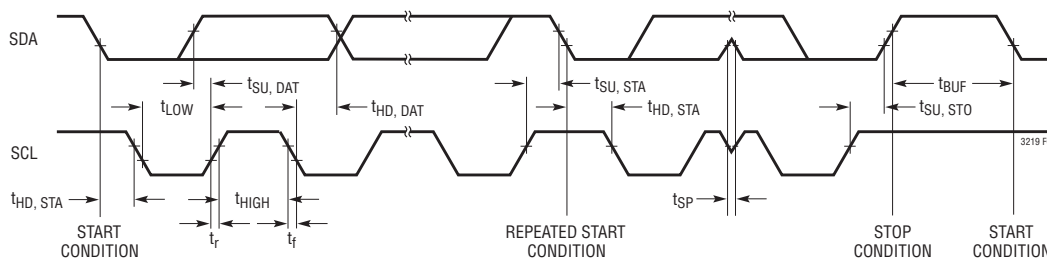 SDA
tSU, DAT
tSU, STA
tBUF
tLOW
tHD, DAT
tHD, STA
tSU, STO
SCL
3219 F
tHD, STA
tHIGH
tSP
tr
tf
START
CONDITION
REPEATED START
CONDITION
STOP
CONDITION
START
CONDITION